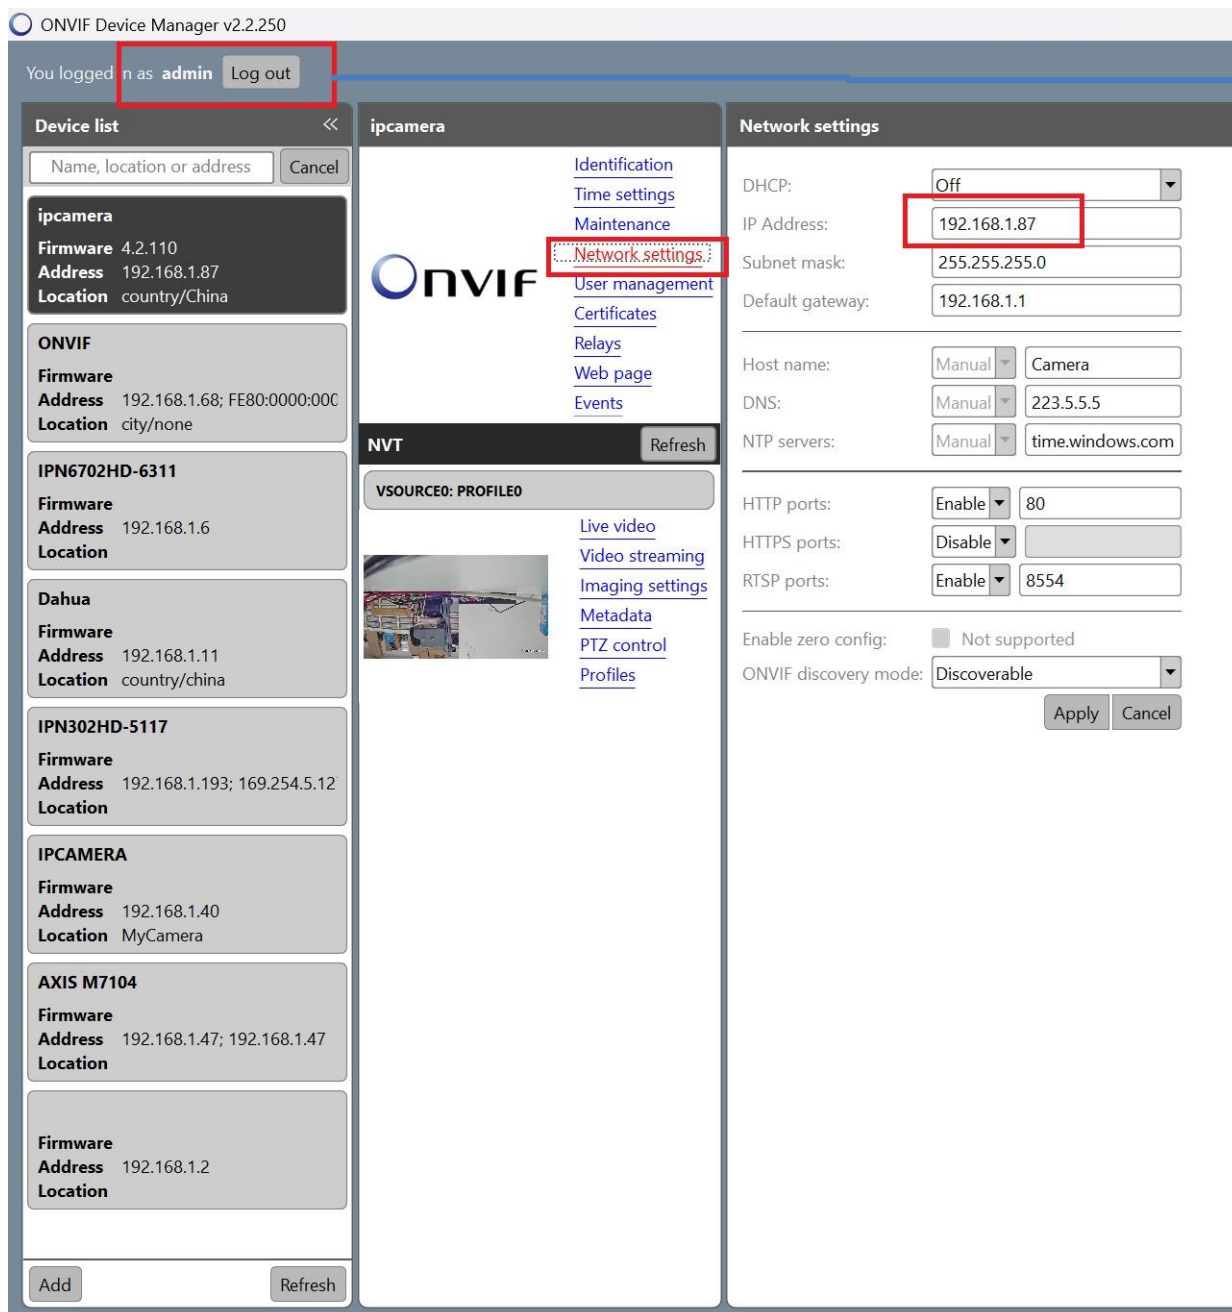 ONVIF Device Manager v2.2.250
You logged in as admin Log out
Device list
Name, location or address Cancel
ipcamera
Firmware 4.2.110
Address 192.168.1.87
Location country/China
ONVIF
Firmware
Address 192.168.1.68; FE80:0000:000
Location city/none
IPN6702HD-6311
Firmware
Address 192.168.1.6
Location
Dahua
Firmware
Address 192.168.1.11
Location country/china
IPN302HD-5117
Firmware
Address 192.168.1.193; 169.254.5.12
Location
IPCAMERA
Firmware
Address 192.168.1.40
Location MyCamera
AXIS M7104
Firmware
Address 192.168.1.47; 192.168.1.47
Location
Firmware
Address 192.168.1.2
Location
Add Refresh
ipcamera
ONVIF
Identification
Time settings
Maintenance
Network settings
User management
Certificates
Relays
Web page
Events
NVT Refresh
VSOURCE0: PROFILE0
Live video
Video streaming
Imaging settings
Metadata
PTZ control
Profiles
Network settings
DHCP: Off
IP Address: 192.168.1.87
Subnet mask: 255.255.255.0
Default gateway: 192.168.1.1
Host name: Manual Camera
DNS: Manual 223.5.5.5
NTP servers: Manual time.windows.com
HTTP ports: Enable 80
HTTPS ports: Disable
RTSP ports: Enable 8554
Enable zero config: Not supported
ONVIF discovery mode: Discoverable
Apply Cancel